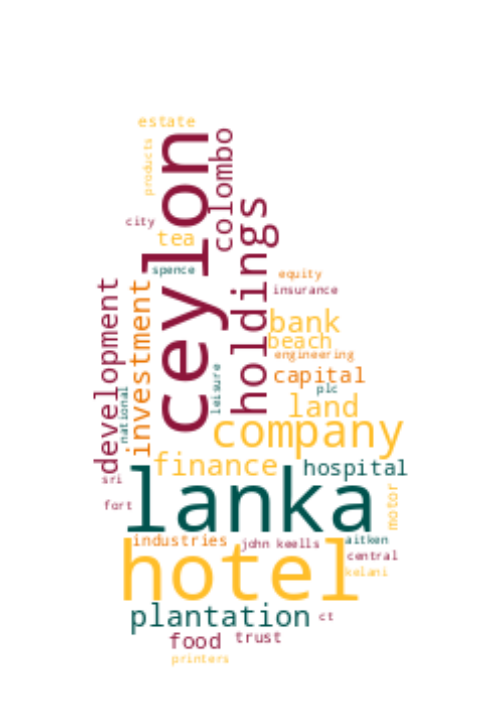 estate
products
ceylon
colombo
city
tea
holdings
spence
equity
insurance
development
investment
bank
beach
engineering
leisure
capital
national
plc
land
company
finance
hospital
sri
lanka
motor
fort
industries
john keells
aitken
central
hotel
kelani
plantation
ct
food
trust
printers